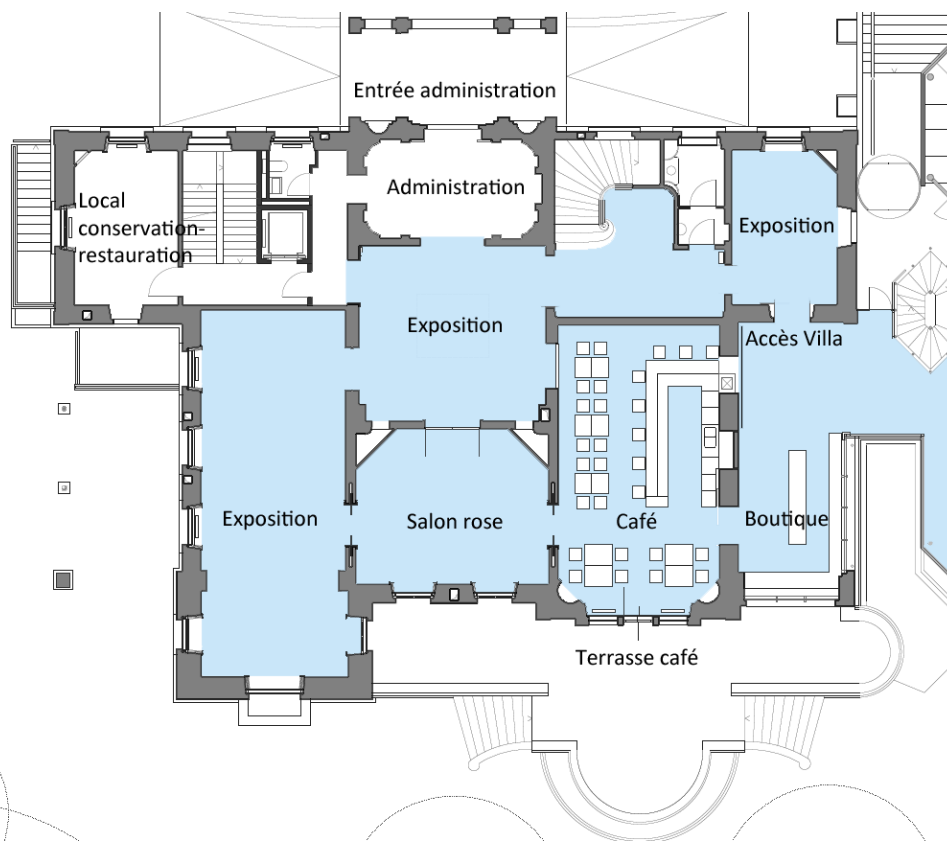 Entrée administration
Administration
Local
conservation-
restauration
Exposition
Exposition
Accès Villa
Exposition
Salon rose
Café
Boutique
Terrasse café